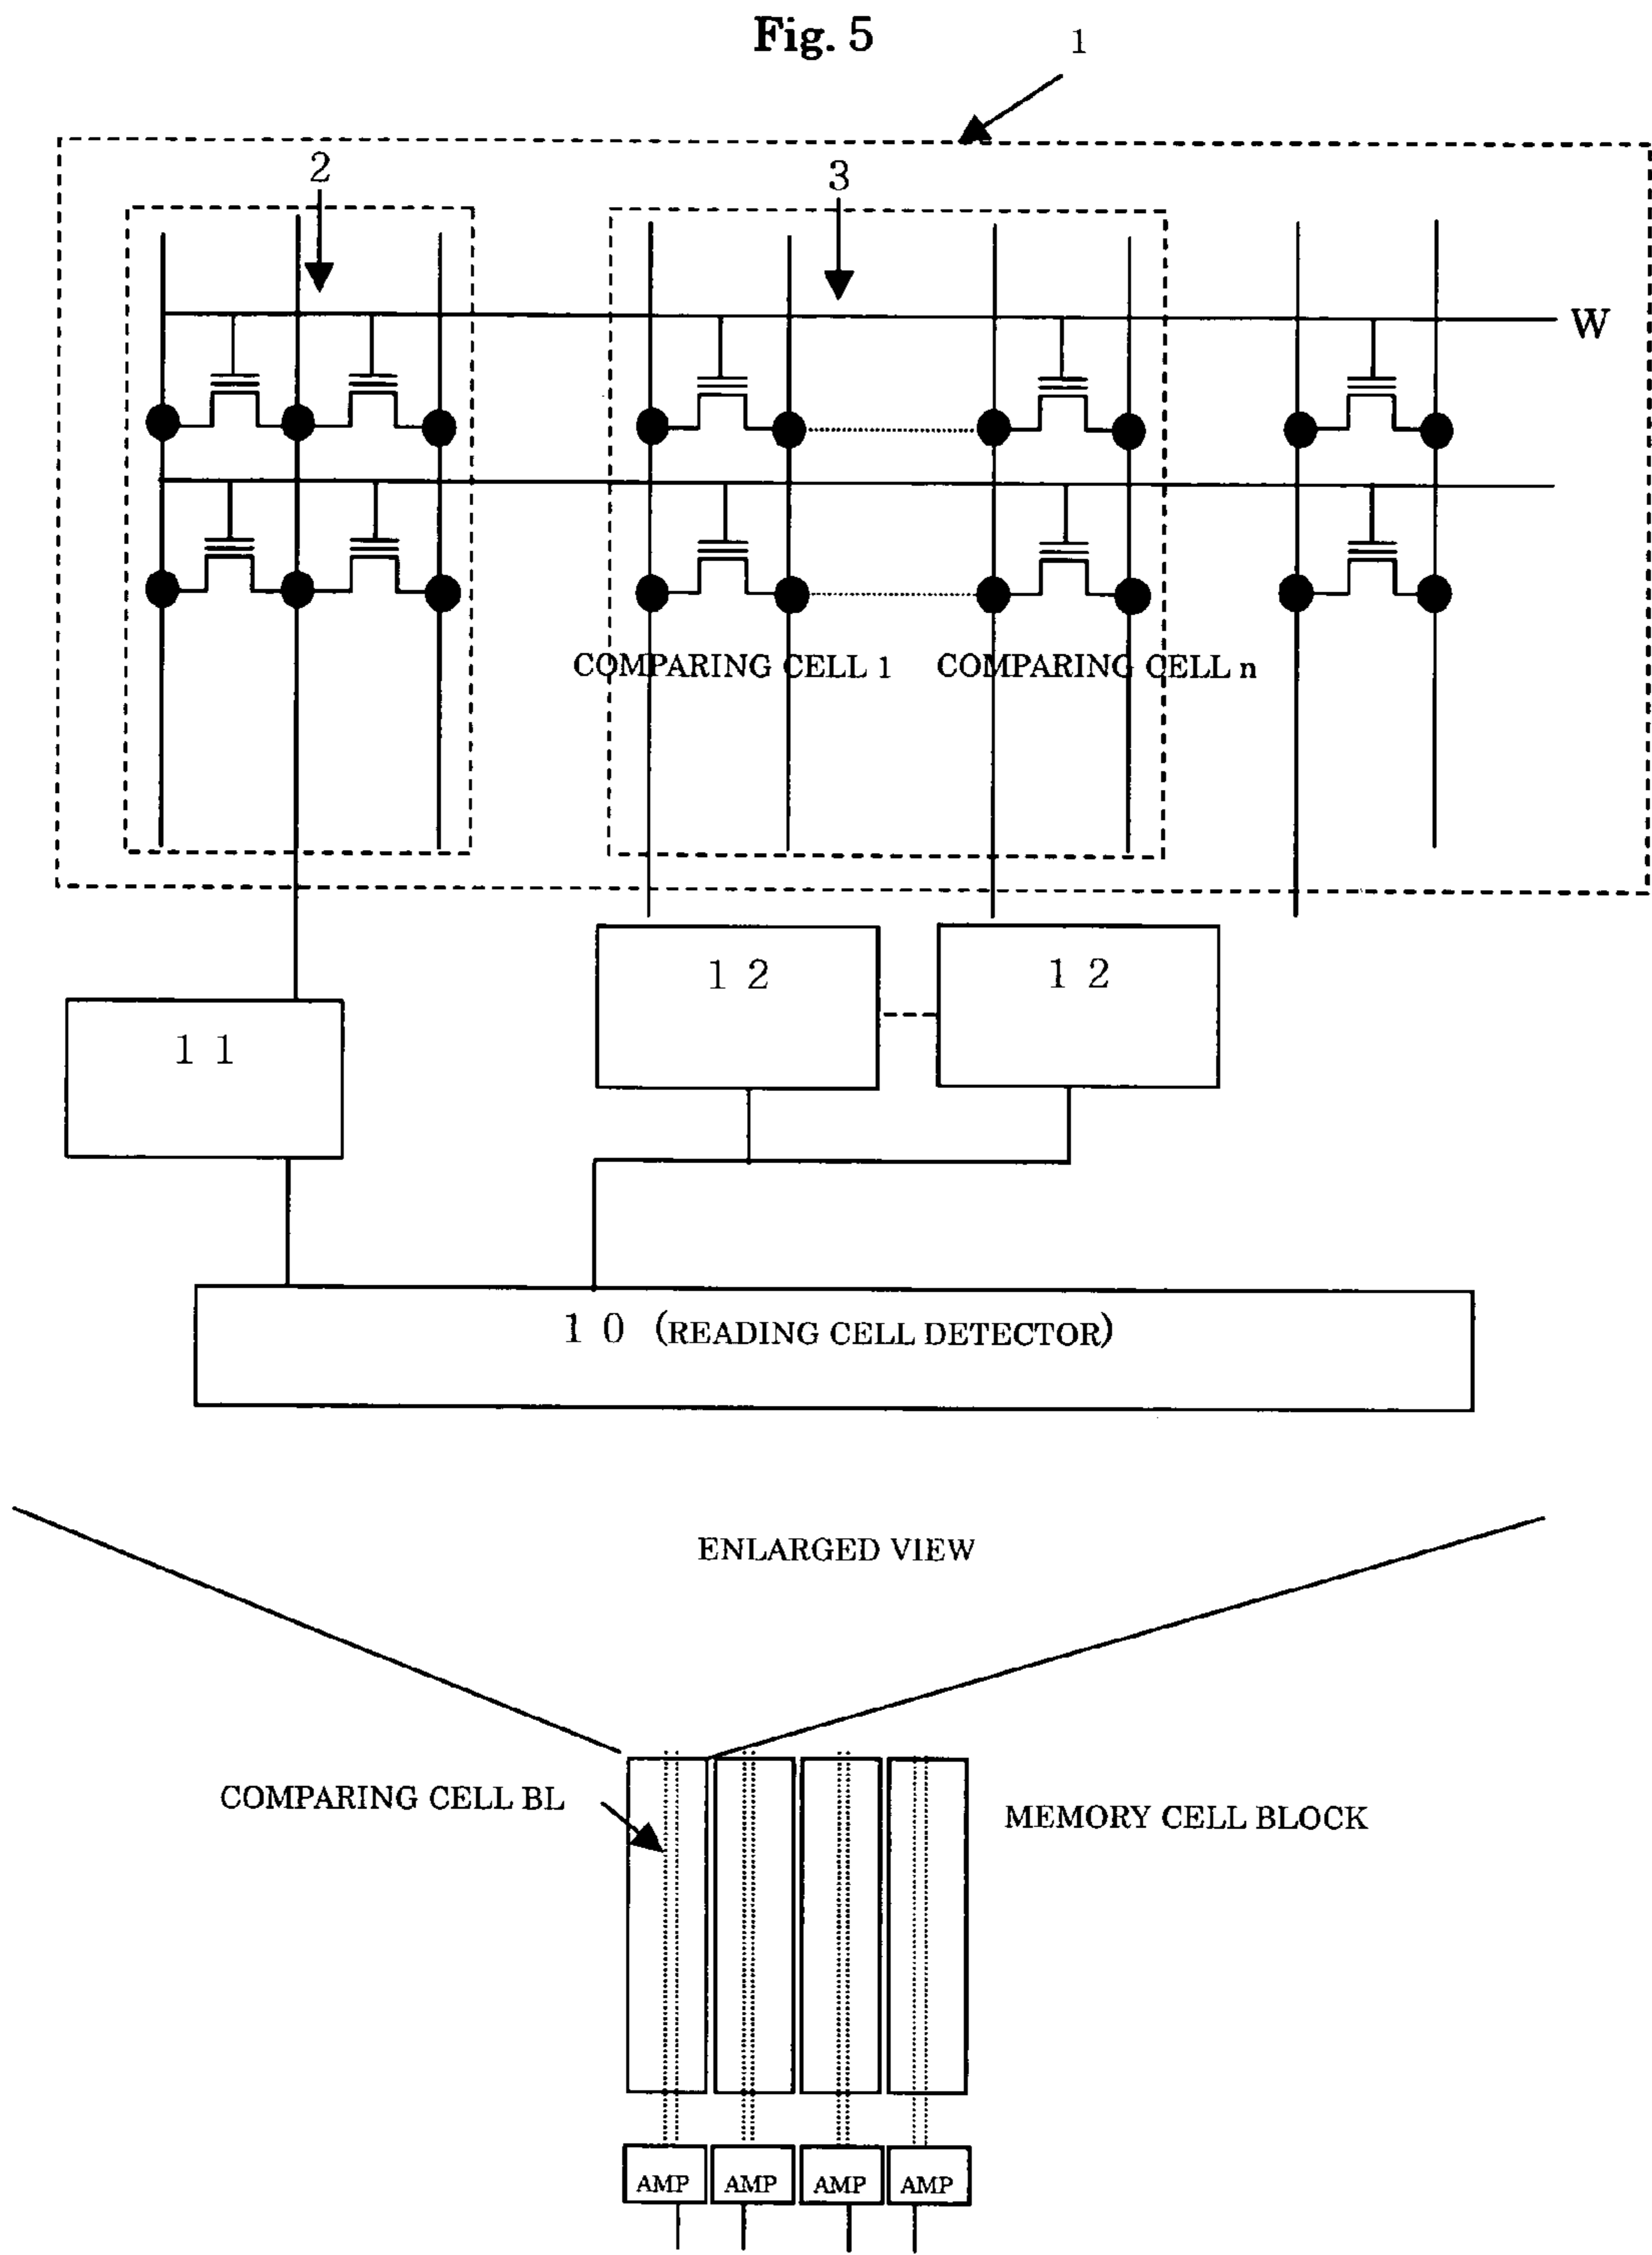 Fig. 5
1
2
3
W
COMPARING CELL 1
COMPARING CELL n
1 2
1 2
1 1
1 0 (READING CELL DETECTOR)
ENLARGED VIEW
COMPARING CELL BL
MEMORY CELL BLOCK
AMP
AMP
AMP
AMP